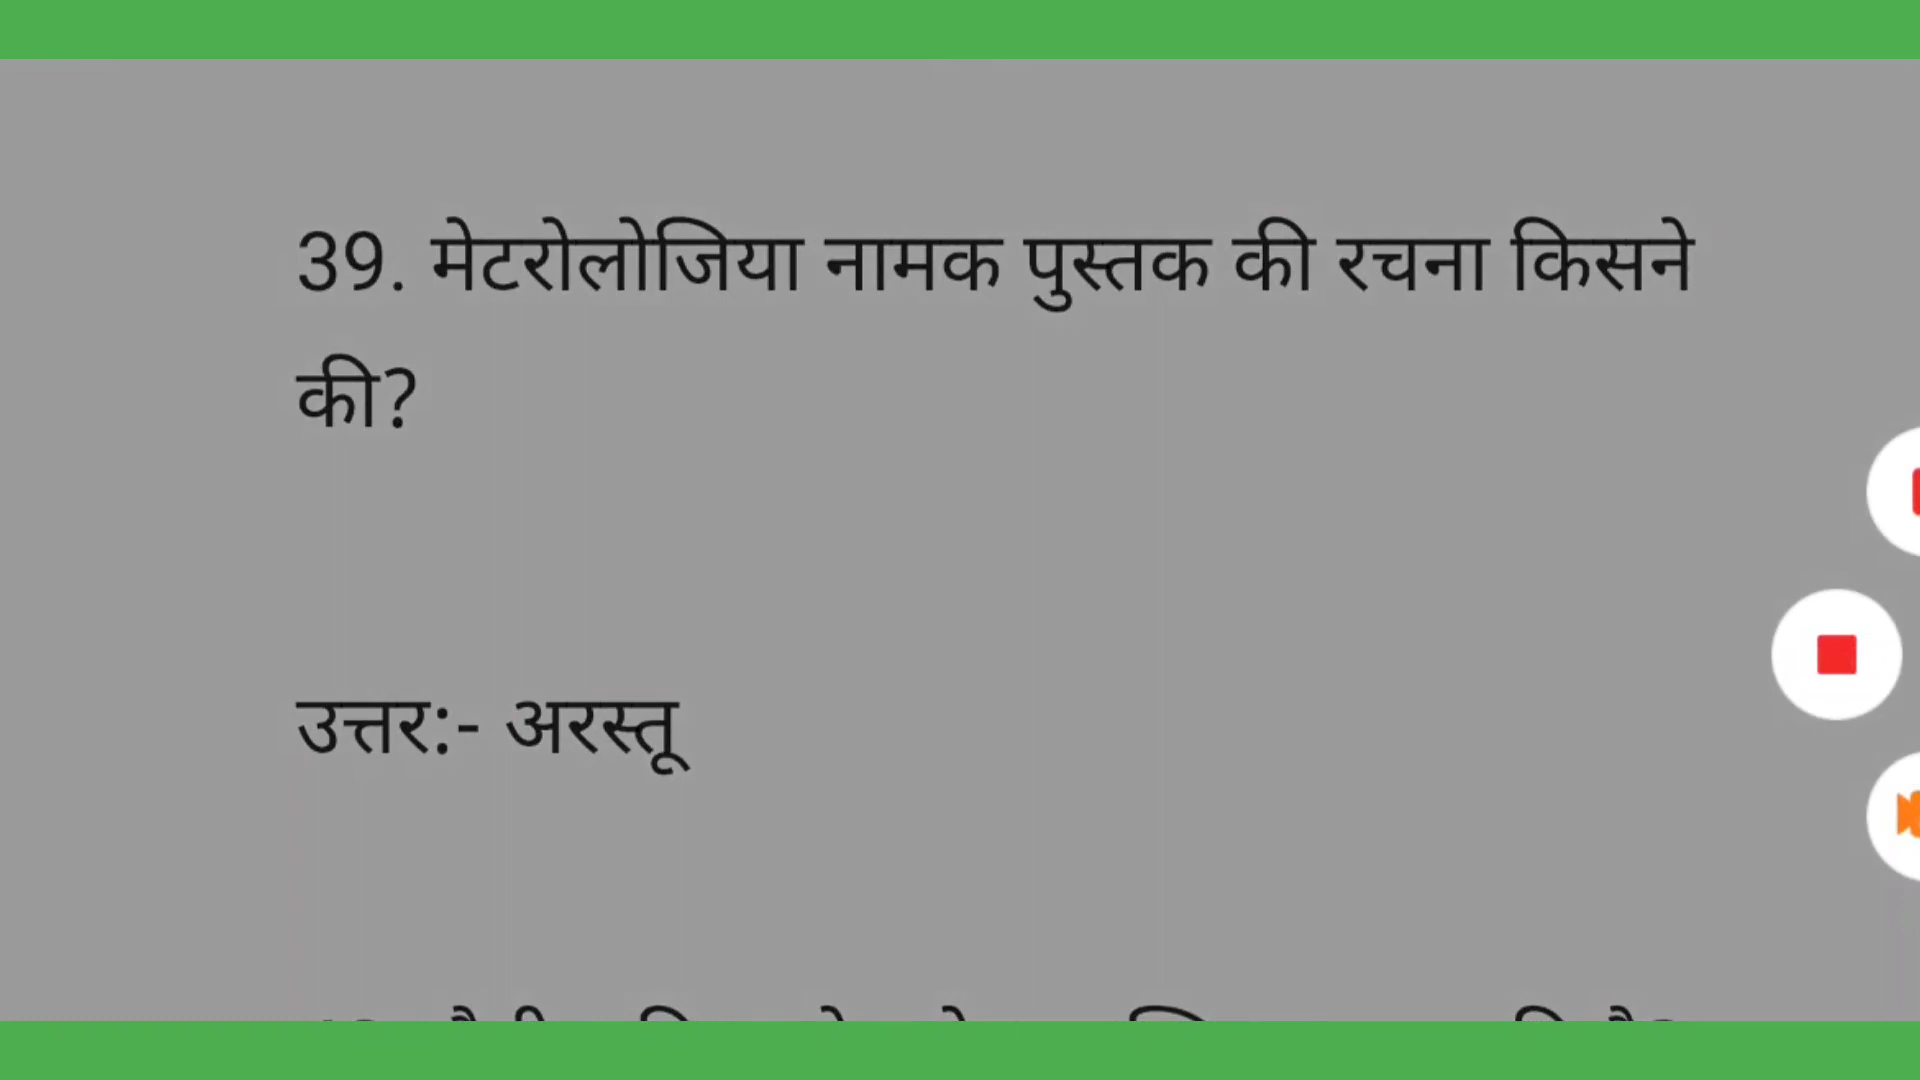 39. मेटरोलोजिया नामक पुस्तक की रचना किसने
की?
उत्तर:- अरस्तू